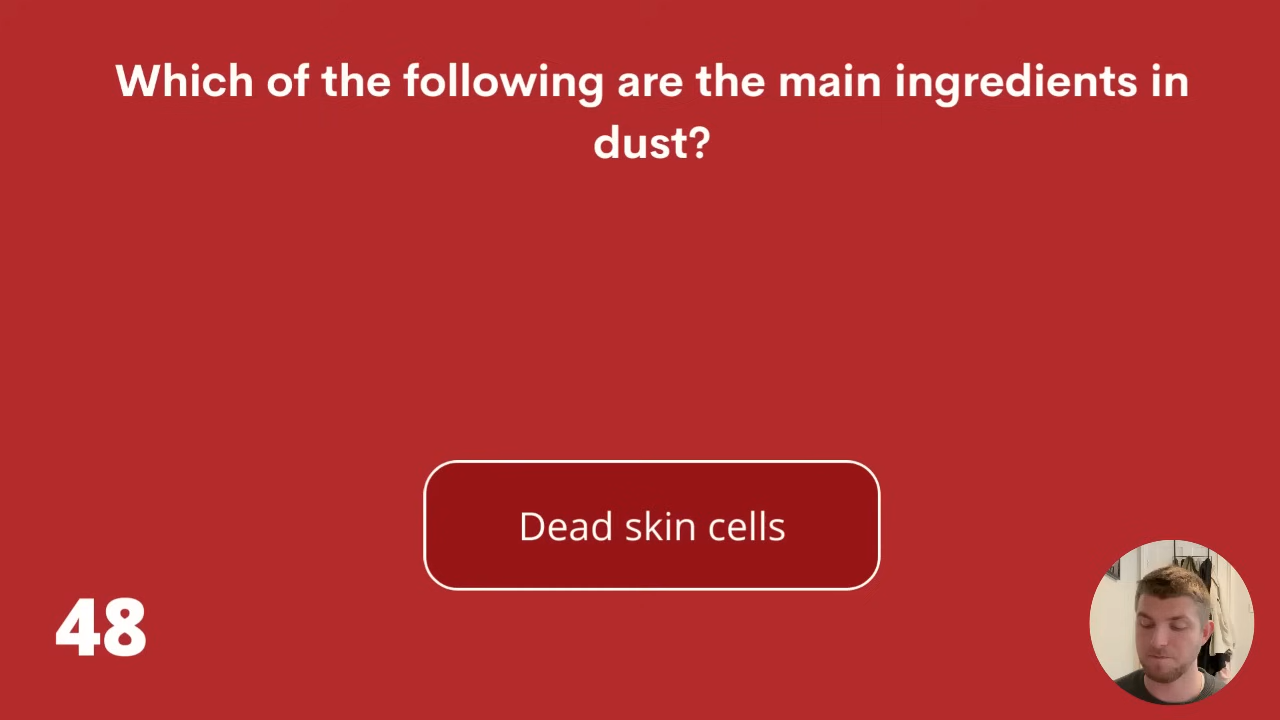 Which of the following are the main ingredients in
dust?
Dead skin cells
48